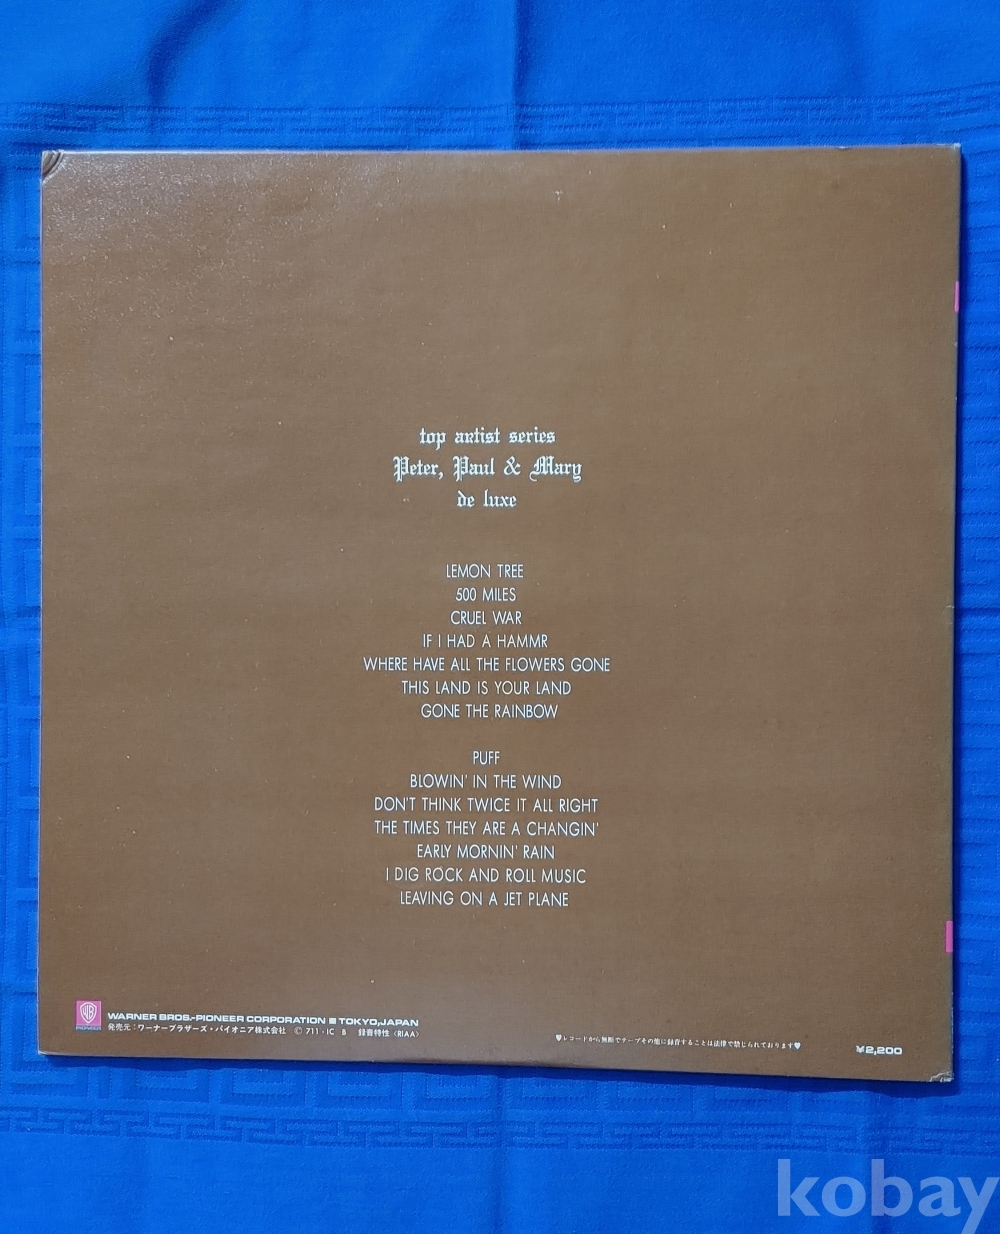 top artist series
Peter, Paul & Mary
de luxe
LEMON TREE
500 MILES
CRUEL WAR
IF I HAD A HAMMR
WHERE HAVE ALL THE FLOWERS GONE
THIS LAND IS YOUR LAND
GONE THE RAINBOW
PUFF
BLOWIN' IN THE WIND
DON'T THINK TWICE IT ALL RIGHT
THE TIMES THEY ARE A CHANGIN'
EARLY MORNIN' RAIN
I DIG ROCK AND ROLL MUSIC
LEAVING ON A JET PLANE
WB
PIONEER
WARNER BROS.-PIONEER CORPORATION ■ TOKYO,JAPAN
発売元:ワーナーブラザーズ・パイオニア株式会社 Ⓒ 711・IC B 録音特性〈RIAA〉
♥レコードから無断でテープその他に録音することは法律で禁じられております♥
¥2,200
kobay